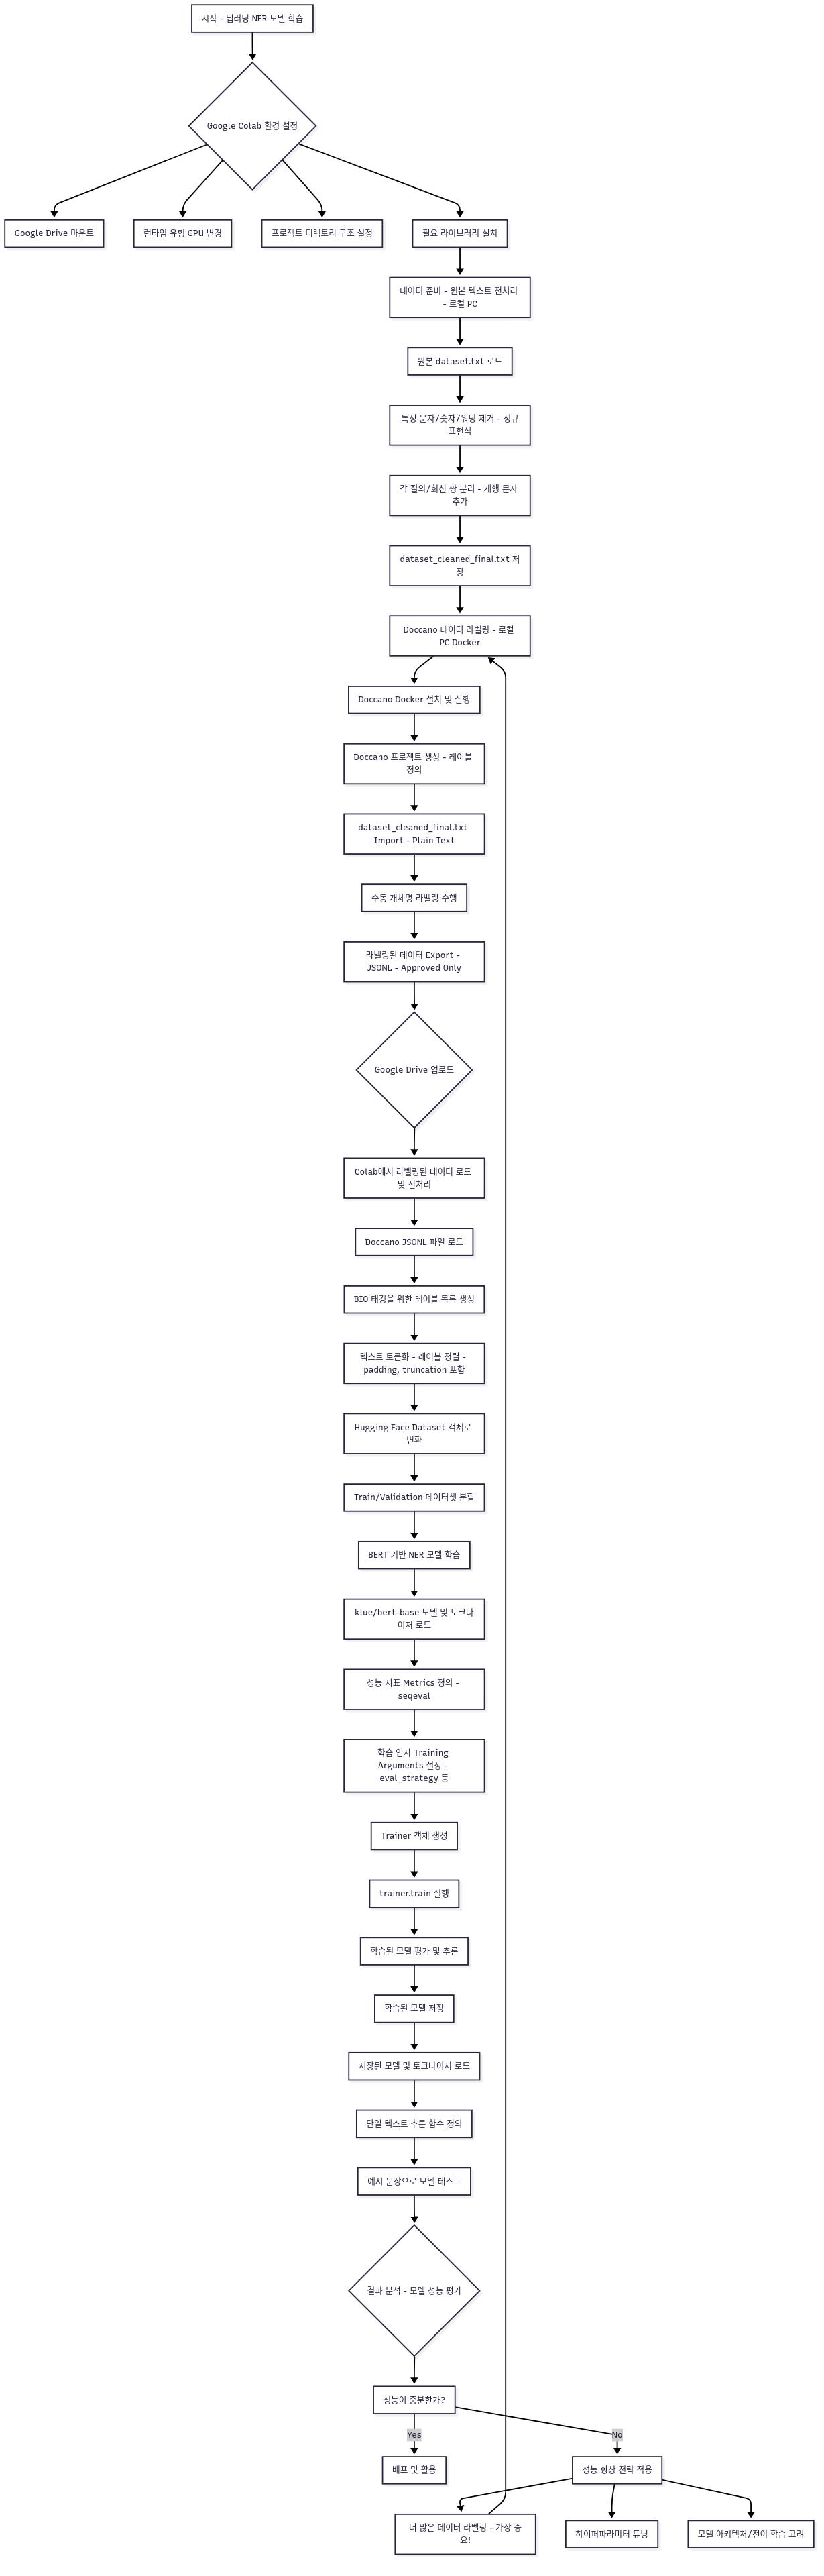 시작 - 딥러닝 NER 모델 학습
Google Colab 환경 설정
Google Drive 마운트
런타임 유형 GPU 변경
프로젝트 디렉토리 구조 설정
필요 라이브러리 설치
데이터 준비 - 원본 텍스트 전처리
- 로컬 PC
원본 dataset.txt 로드
특정 문자/숫자/워딩 제거 - 정규
표현식
각 질의/회신 쌍 분리 - 개행 문자
추가
dataset_cleaned_final.txt 저
장
Doccano 데이터 라벨링 - 로컬
PC Docker
Doccano Docker 설치 및 실행
Doccano 프로젝트 생성 - 레이블
정의
dataset_cleaned_final.txt
Import - Plain Text
수동 개체명 라벨링 수행
라벨링된 데이터 Export -
JSONL - Approved Only
Google Drive 업로드
Colab에서 라벨링된 데이터 로드
및 전처리
Doccano JSONL 파일 로드
BIO 태깅을 위한 레이블 목록 생성
텍스트 토큰화 - 레이블 정렬 -
padding, truncation 포함
Hugging Face Dataset 객체로
변환
Train/Validation 데이터셋 분할
BERT 기반 NER 모델 학습
klue/bert-base 모델 및 토크나
이저 로드
성능 지표 Metrics 정의 -
seqeval
학습 인자 Training
Arguments 설정 -
eval_strategy 등
Trainer 객체 생성
trainer.train 실행
학습된 모델 평가 및 추론
학습된 모델 저장
저장된 모델 및 토크나이저 로드
단일 텍스트 추론 함수 정의
예시 문장으로 모델 테스트
결과 분석 - 모델 성능 평가
성능이 충분한가?
Yes
No
배포 및 활용
성능 향상 전략 적용
더 많은 데이터 라벨링 - 가장 중
요!
하이퍼파라미터 튜닝
모델 아키텍처/전이 학습 고려